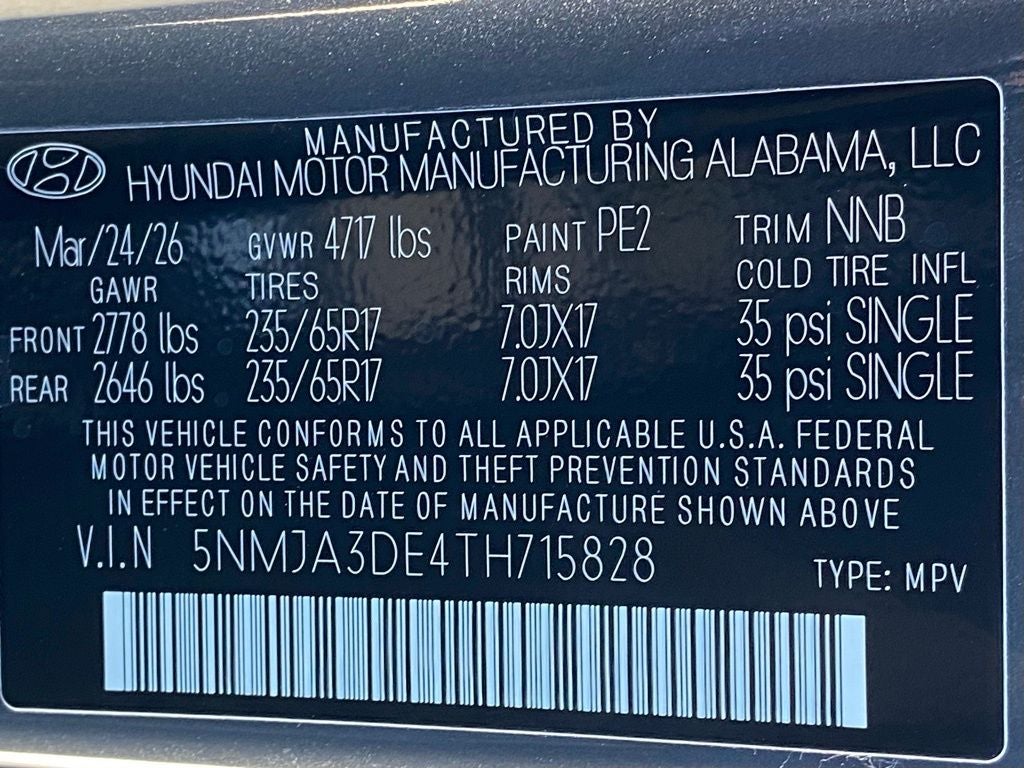 MANUFACTURED BY
HYUNDAI MOTOR MANUFACTURING ALABAMA, LLC
Mar/24/26 GVWR 4717 lbs PAINT PE2 TRIM NNB
GAWR TIRES RIMS COLD TIRE INFL
FRONT 2778 lbs 235/65R17 7.0JX17 35 psi SINGLE
REAR 2646 lbs 235/65R17 7.0JX17 35 psi SINGLE
THIS VEHICLE CONFORMS TO ALL APPLICABLE U.S.A. FEDERAL
MOTOR VEHICLE SAFETY AND THEFT PREVENTION STANDARDS
IN EFFECT ON THE DATE OF MANUFACTURE SHOWN ABOVE
V.I.N 5NMJA3DE4TH715828 TYPE: MPV